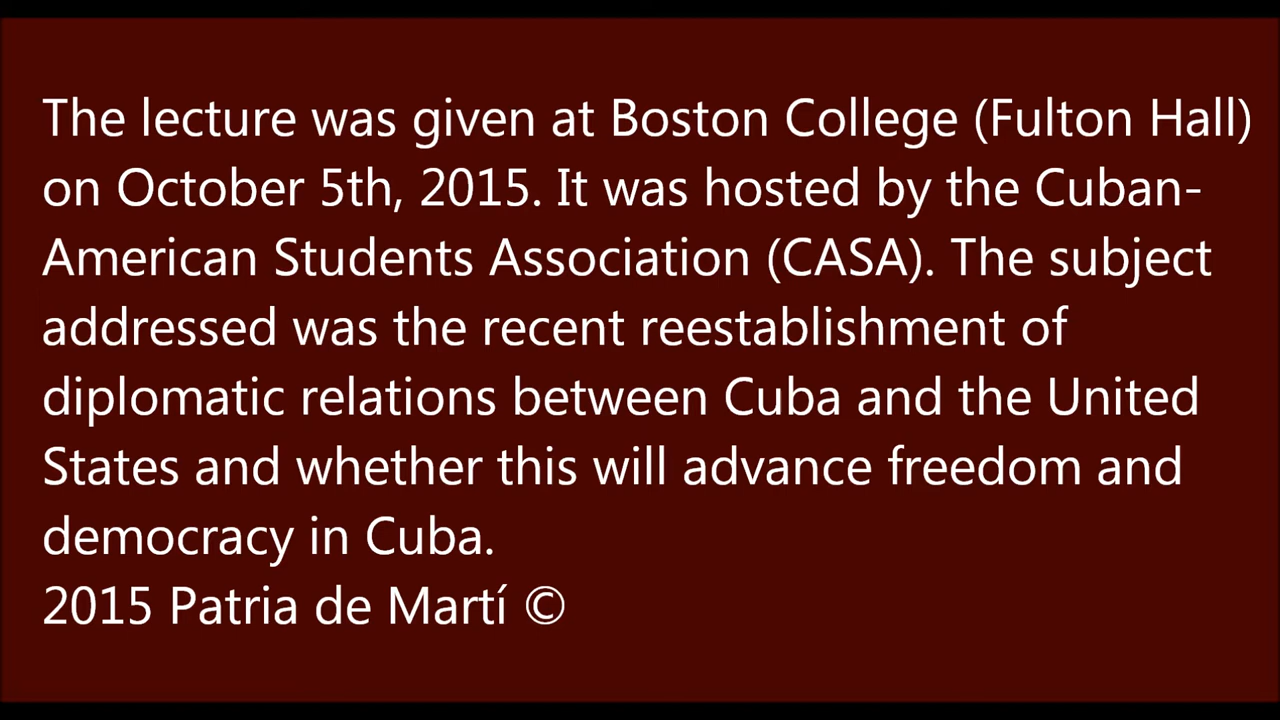 The lecture was given at Boston College (Fulton Hall)
on October 5th, 2015. It was hosted by the Cuban-
American Students Association (CASA). The subject
addressed was the recent reestablishment of
diplomatic relations between Cuba and the United
States and whether this will advance freedom and
democracy in Cuba.
2015 Patria de Martí ©